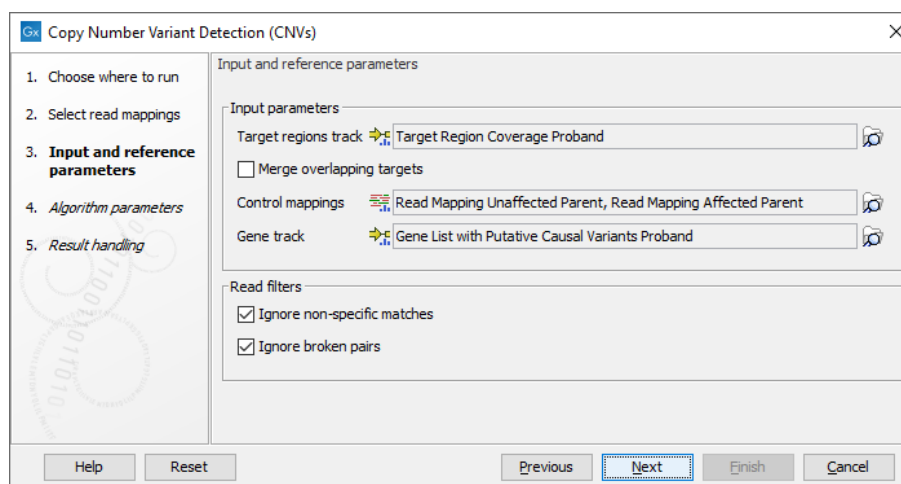 Gx Copy Number Variant Detection (CNVs)
1. Choose where to run
2. Select read mappings
3. Input and reference
parameters
4. Algorithm parameters
5. Result handling
Input and reference parameters
Input parameters
Target regions track Target Region Coverage Proband
Merge overlapping targets
Control mappings Read Mapping Unaffected Parent, Read Mapping Affected Parent
Gene track Gene List with Putative Causal Variants Proband
Read filters
Ignore non-specific matches
Ignore broken pairs
Help Reset Previous Next Finish Cancel